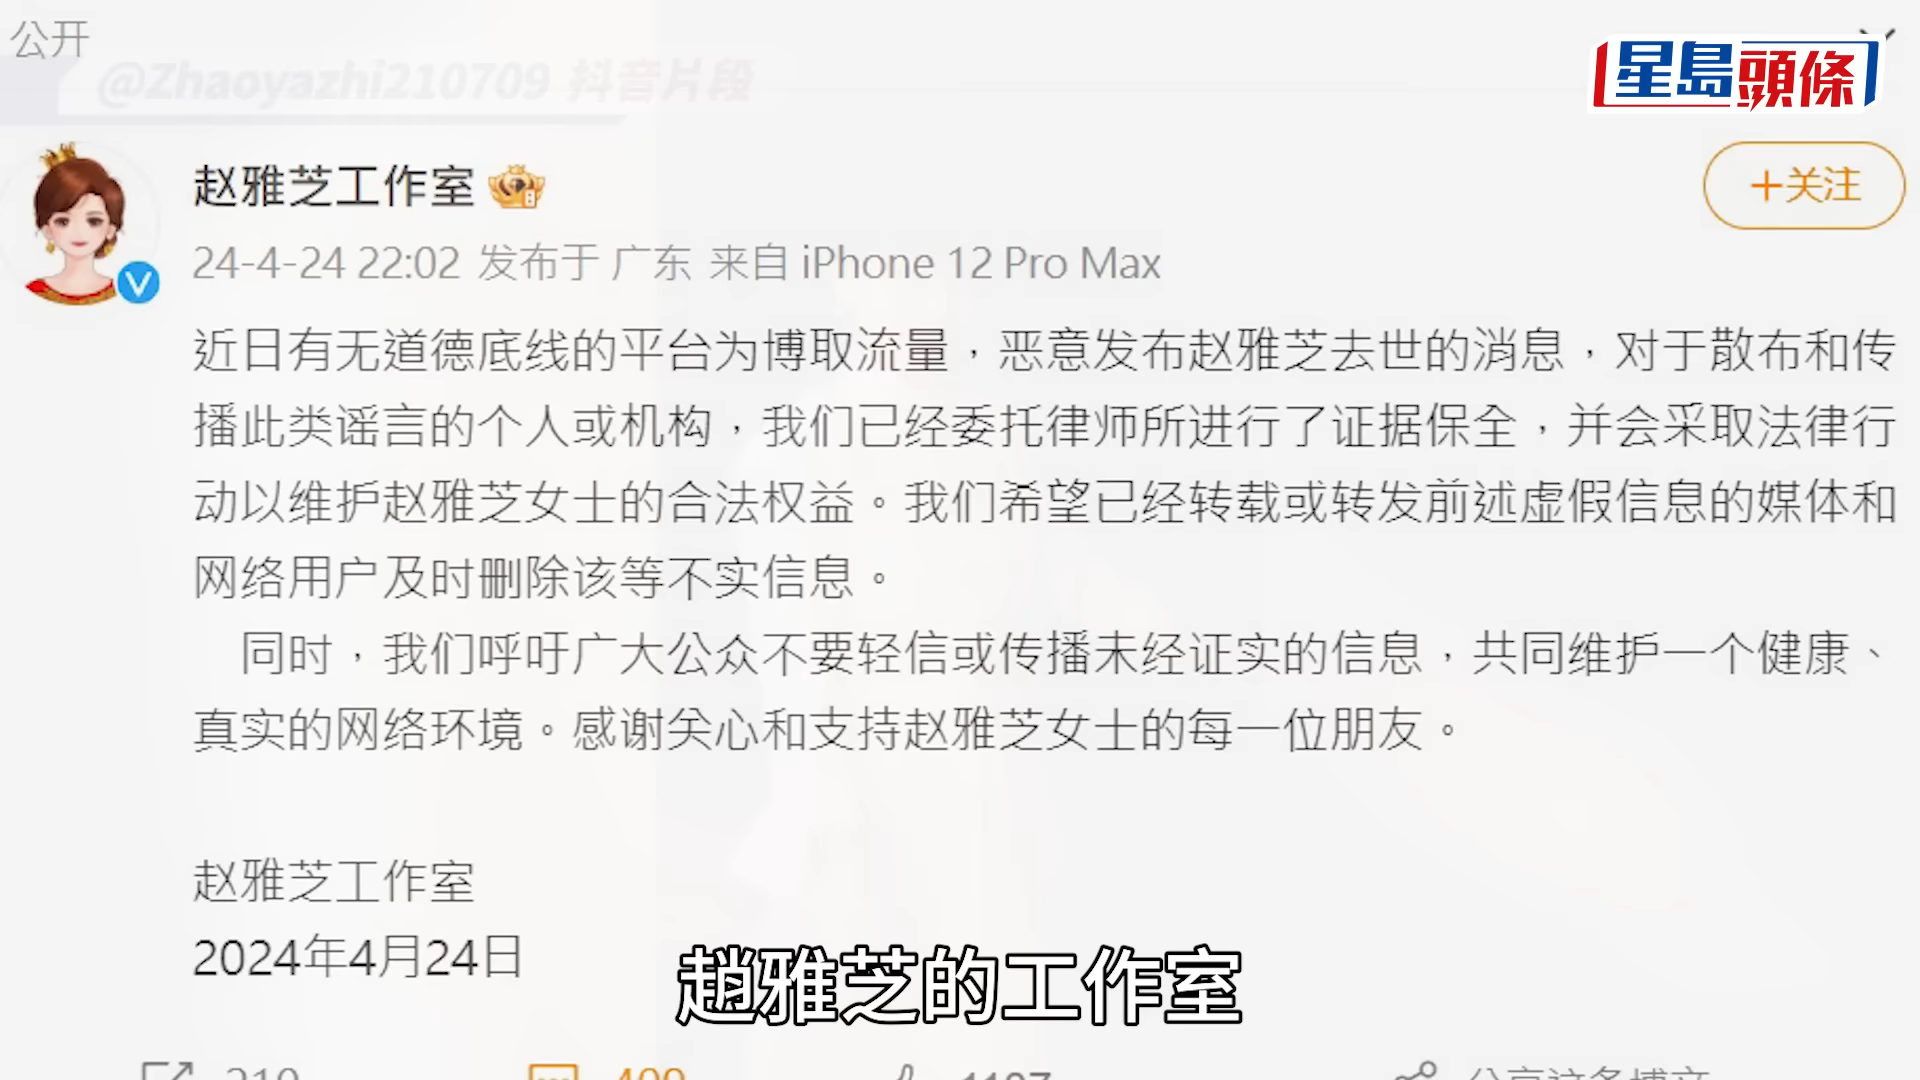 公开
@Zhaoyazhi210709 抖音片段
星島頭條
赵雅芝工作室
+关注
24-4-24 22:02 发布于 广东 来自 iPhone 12 Pro Max
近日有无道德底线的平台为博取流量，恶意发布赵雅芝去世的消息，对于散布和传
播此类谣言的个人或机构，我们已经委托律师所进行了证据保全，并会采取法律行
动以维护赵雅芝女士的合法权益。我们希望已经转载或转发前述虚假信息的媒体和
网络用户及时删除该等不实信息。
同时，我们呼吁广大公众不要轻信或传播未经证实的信息，共同维护一个健康、
真实的网络环境。感谢关心和支持赵雅芝女士的每一位朋友。
赵雅芝工作室
2024年4月24日
趙雅芝的工作室